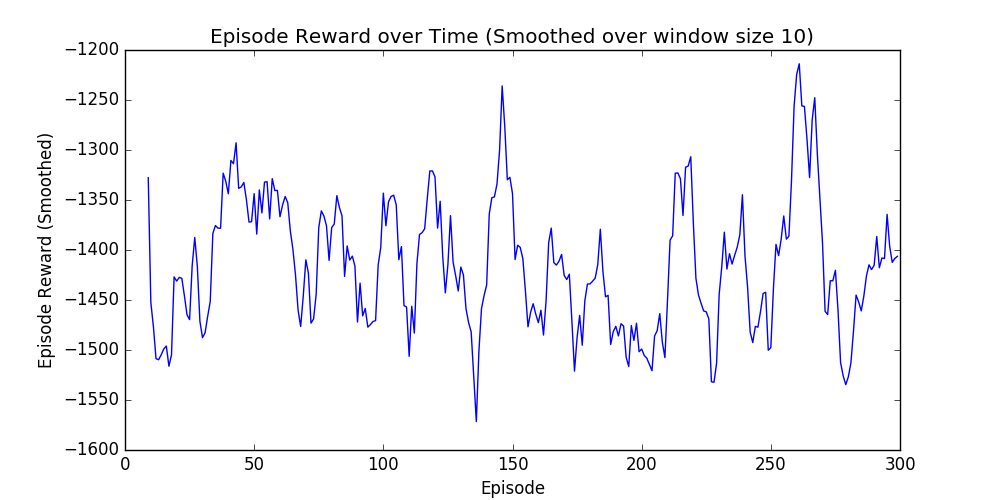 Episode Reward over Time (Smoothed over window size 10)
Episode Reward (Smoothed)
−1200
−1250
−1300
−1350
−1400
−1450
−1500
−1550
−1600
0 50 100 150 200 250 300
Episode